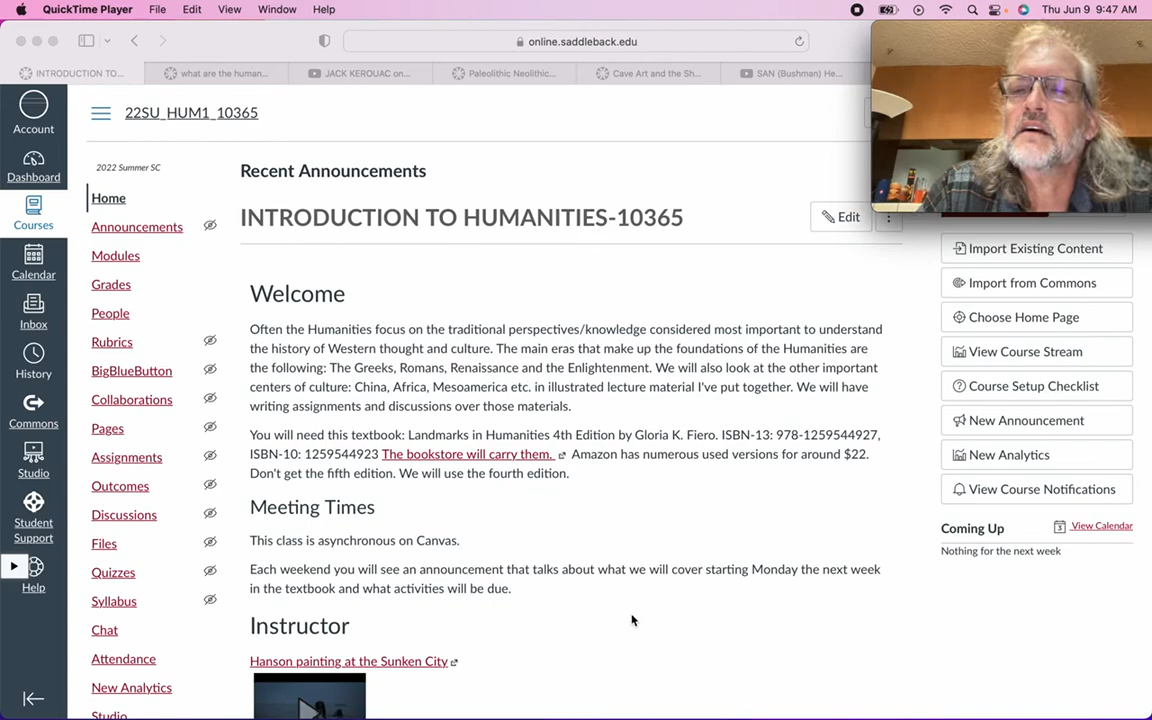 QuickTime Player File Edit View Window Help Thu Jun 9 9:47 AM
online.saddleback.edu
INTRODUCTION TO... what are the human... JACK KEROUAC on... Paleolithic Neolithic... Cave Art and the Sh... SAN (Bushman) He...
Account
Dashboard
Courses
Calendar
Inbox
History
Commons
Studio
Student
Support
Help
22SU_HUM1_10365
2022 Summer SC
Home
Announcements
Modules
Grades
People
Rubrics
BigBlueButton
Collaborations
Pages
Assignments
Outcomes
Discussions
Files
Quizzes
Syllabus
Chat
Attendance
New Analytics
Studio
Recent Announcements
INTRODUCTION TO HUMANITIES-10365
Edit
Welcome
Often the Humanities focus on the traditional perspectives/knowledge considered most important to understand
the history of Western thought and culture. The main eras that make up the foundations of the Humanities are
the following: The Greeks, Romans, Renaissance and the Enlightenment. We will also look at the other important
centers of culture: China, Africa, Mesoamerica etc. in illustrated lecture material I've put together. We will have
writing assignments and discussions over those materials.
You will need this textbook: Landmarks in Humanities 4th Edition by Gloria K. Fiero. ISBN-13: 978-1259544927,
ISBN-10: 1259544923 The bookstore will carry them. Amazon has numerous used versions for around $22.
Don't get the fifth edition. We will use the fourth edition.
Meeting Times
This class is asynchronous on Canvas.
Each weekend you will see an announcement that talks about what we will cover starting Monday the next week
in the textbook and what activities will be due.
Instructor
Hanson painting at the Sunken City
Import Existing Content
Import from Commons
Choose Home Page
View Course Stream
Course Setup Checklist
New Announcement
New Analytics
View Course Notifications
Coming Up 3 View Calendar
Nothing for the next week